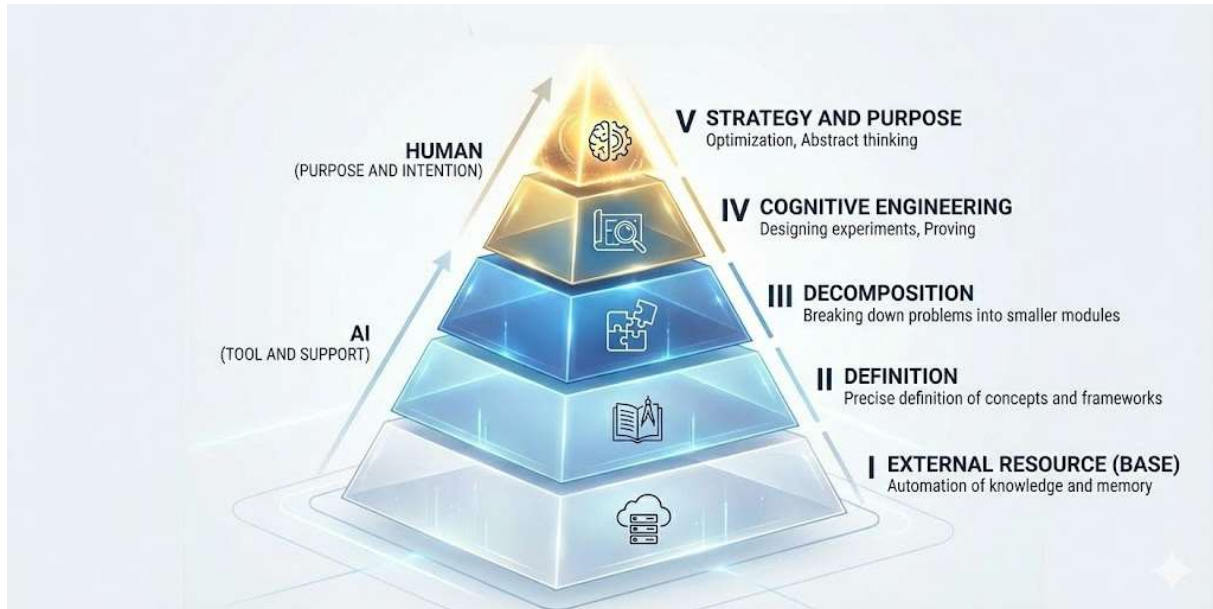 V STRATEGY AND PURPOSE
Optimization, Abstract thinking
HUMAN
(PURPOSE AND INTENTION)
IV COGNITIVE ENGINEERING
Designing experiments, Proving
III DECOMPOSITION
Breaking down problems into smaller modules
AI
(TOOL AND SUPPORT)
II DEFINITION
Precise definition of concepts and frameworks
I EXTERNAL RESOURCE (BASE)
Automation of knowledge and memory